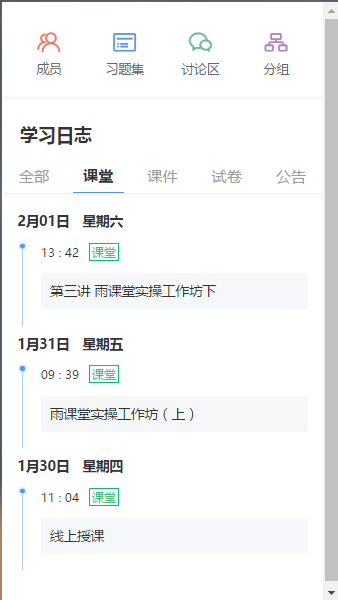 成员 习题集 讨论区 分组
学习日志
全部 课堂 课件 试卷 公告
2月01日 星期六
13 : 42 课堂
第三讲 雨课堂实操工作坊下
1月31日 星期五
09 : 39 课堂
雨课堂实操工作坊（上）
1月30日 星期四
11 : 04 课堂
线上授课